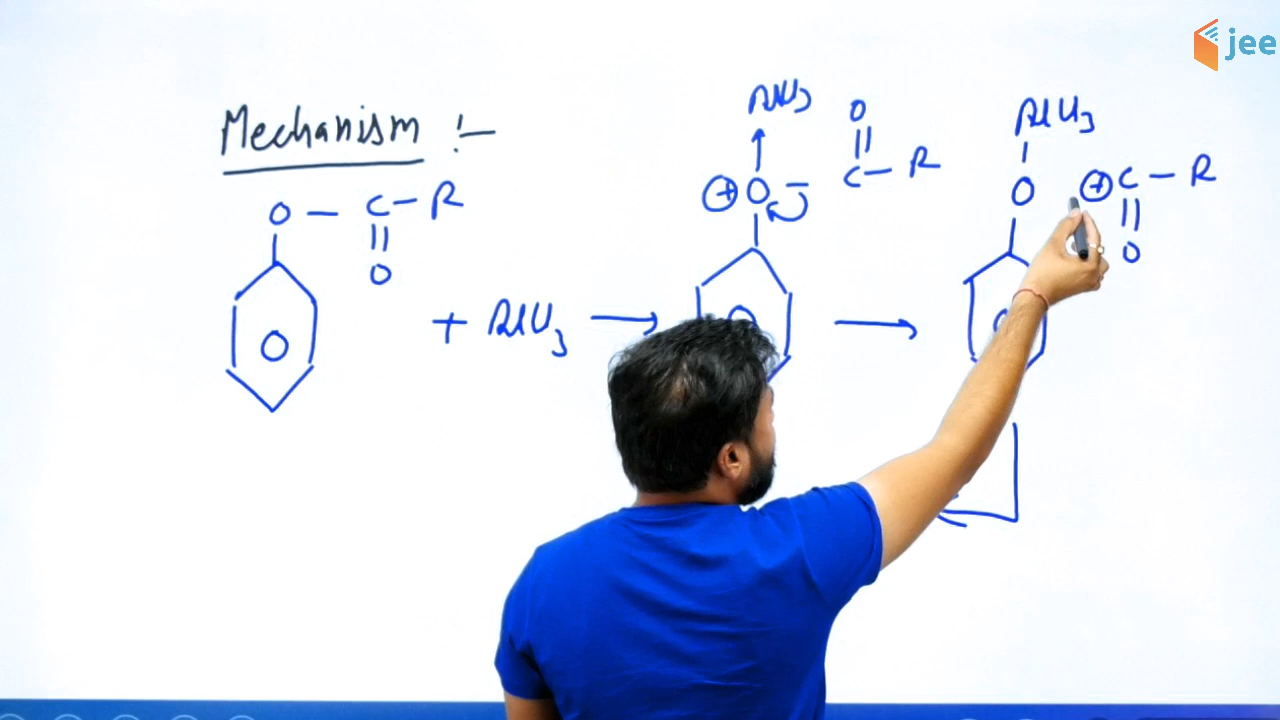 jee
Mechanism :-
O - C - R
O
+ AlCl3 →
AlCl3
O
+ O - C - R
→
AlCl3
O + C - R
O